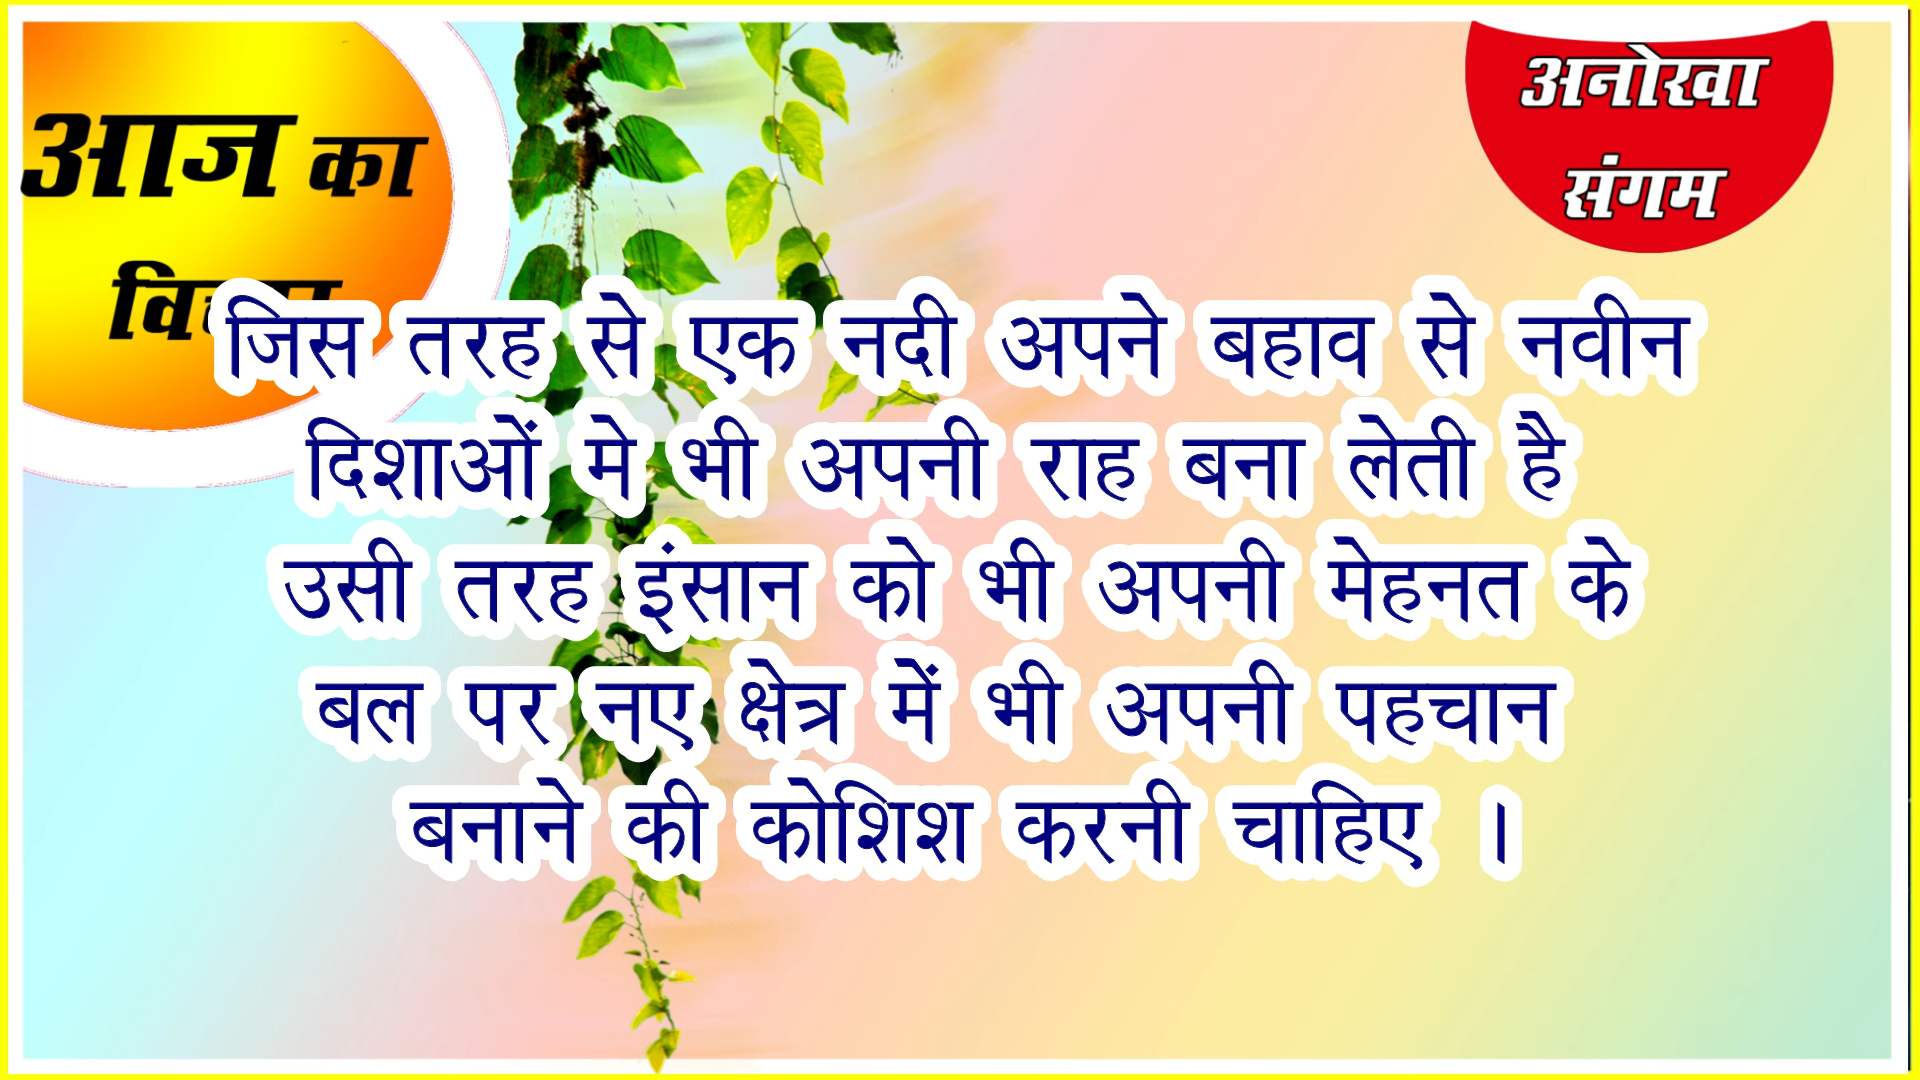 आज का
अनोखा
संगम
जिस तरह से एक नदी अपने बहाव से नवीन
दिशाओं मे भी अपनी राह बना लेती है
उसी तरह इंसान को भी अपनी मेहनत के
बल पर नए क्षेत्र में भी अपनी पहचान
बनाने की कोशिश करनी चाहिए ।